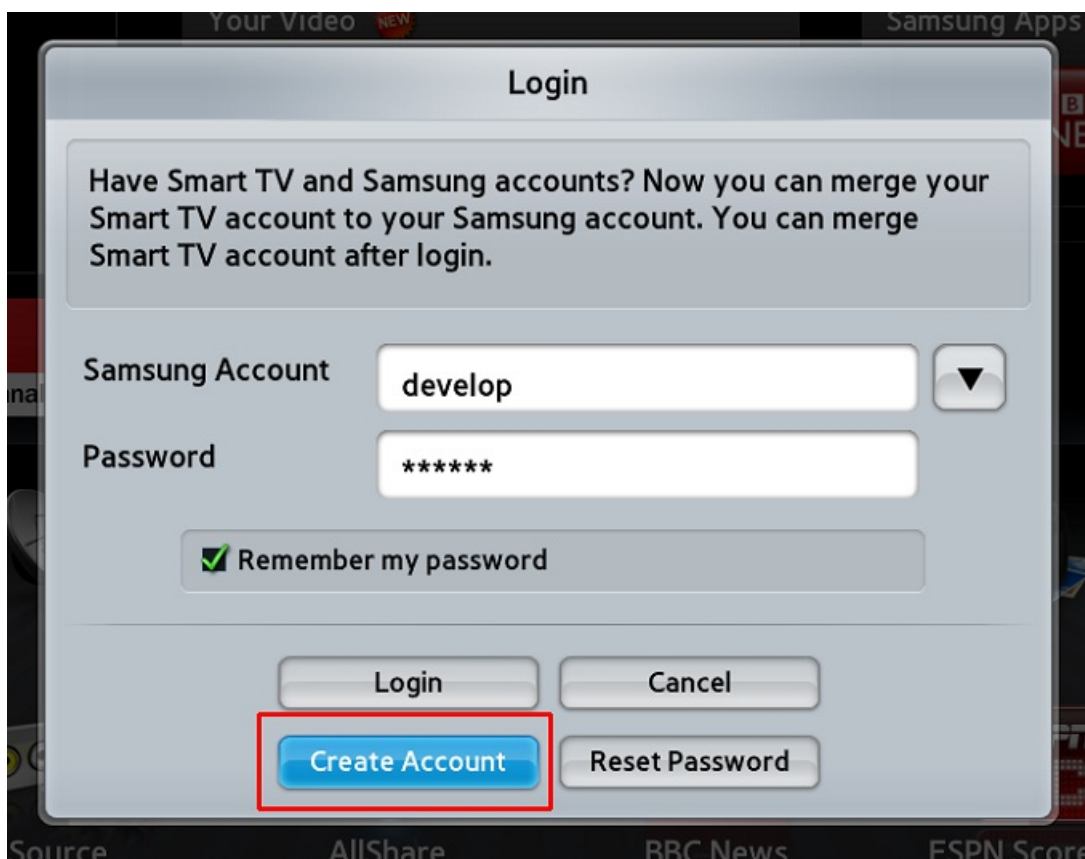 Your Video NEW
Samsung Apps
Login
Have Smart TV and Samsung accounts? Now you can merge your
Smart TV account to your Samsung account. You can merge
Smart TV account after login.
Samsung Account
develop
Password
******
Remember my password
Login
Cancel
Create Account
Reset Password
Source
AllShare
BBC News
ESPN Score